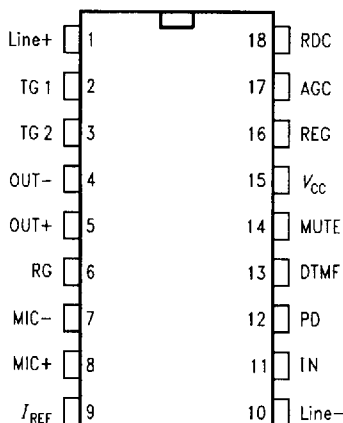 Line+ 1 18 RDC
TG 1 2 17 AGC
TG 2 3 16 REG
OUT- 4 15 VCC
OUT+ 5 14 MUTE
RG 6 13 DTMF
MIC- 7 12 PD
MIC+ 8 11 IN
IREF 9 10 Line-